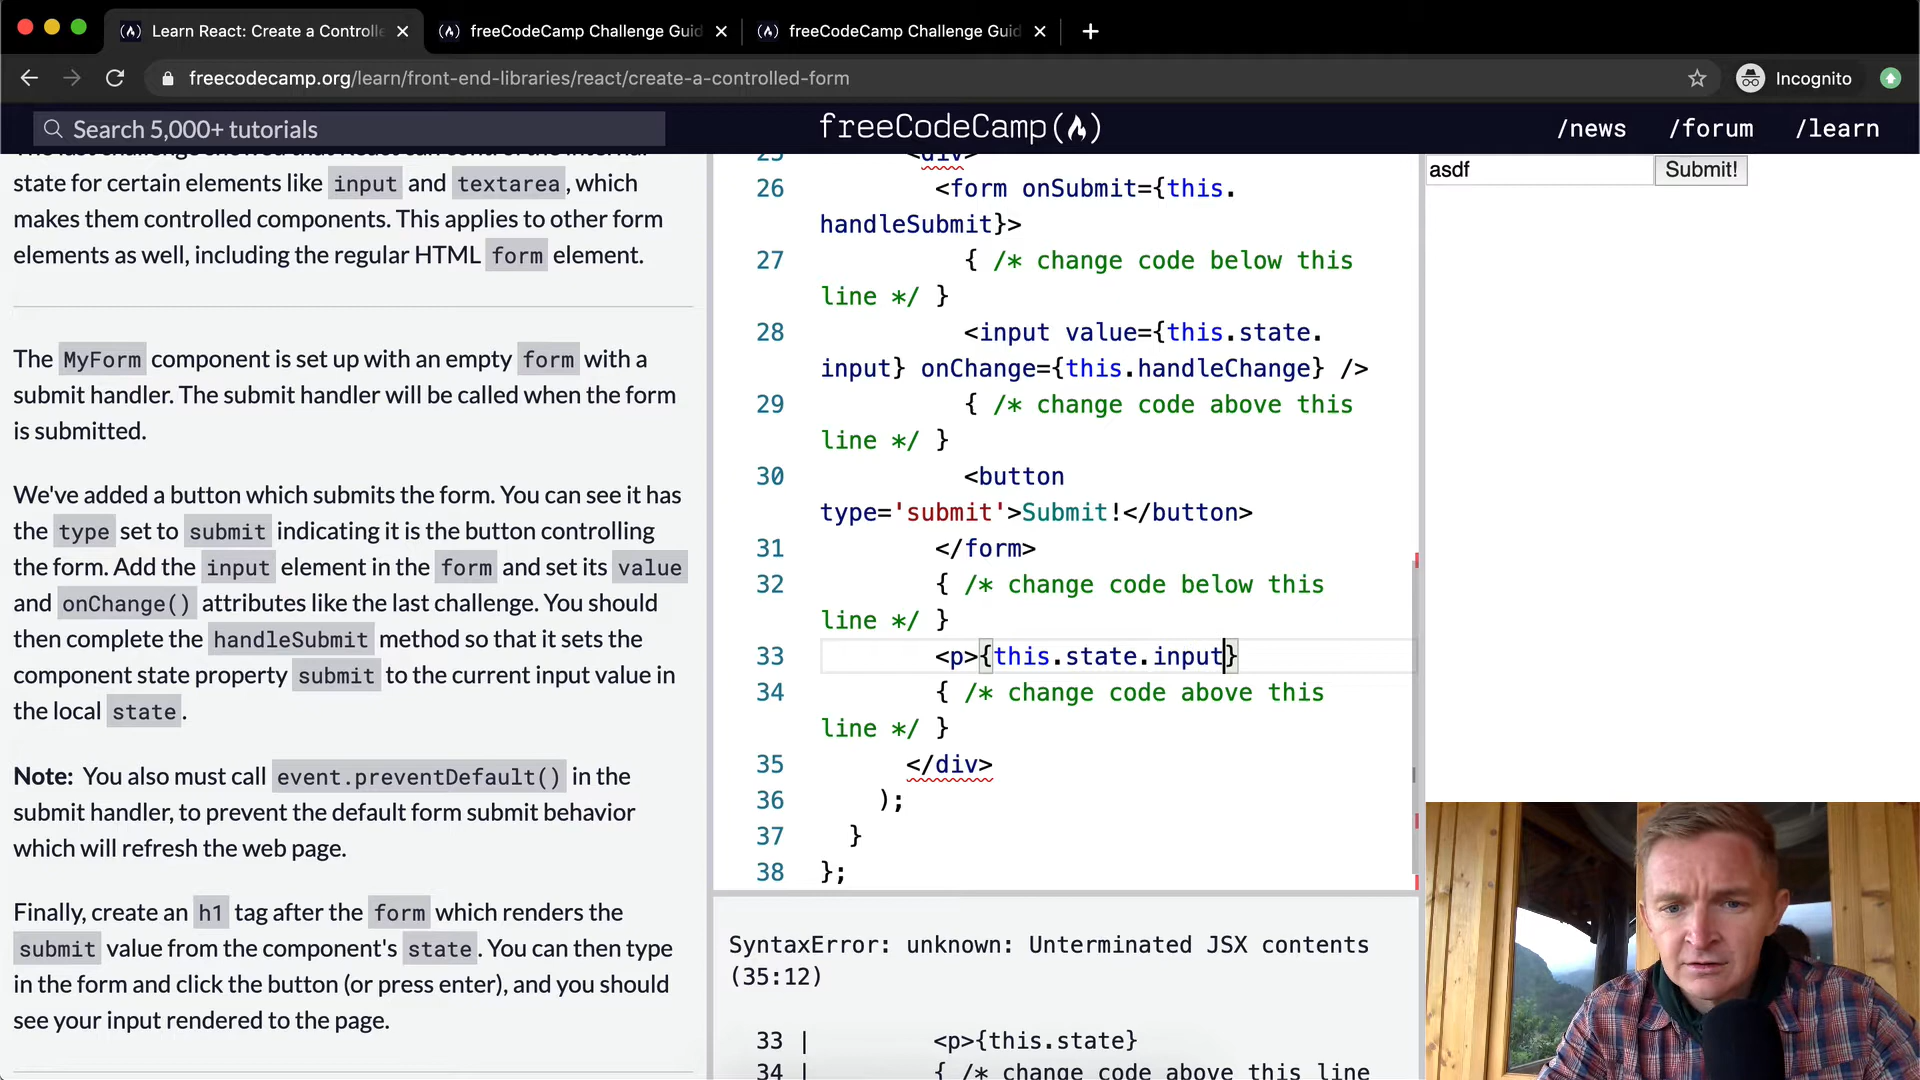 Learn React: Create a Controlle
freeCodeCamp Challenge Guid
freeCodeCamp Challenge Guid
freecodecamp.org/learn/front-end-libraries/react/create-a-controlled-form
Incognito
Search 5,000+ tutorials
freeCodeCamp(🔥)
/news
/forum
/learn
state for certain elements like input and textarea, which
makes them controlled components. This applies to other form
elements as well, including the regular HTML form element.
The MyForm component is set up with an empty form with a
submit handler. The submit handler will be called when the form
is submitted.
We've added a button which submits the form. You can see it has
the type set to submit indicating it is the button controlling
the form. Add the input element in the form and set its value
and onChange() attributes like the last challenge. You should
then complete the handleSubmit method so that it sets the
component state property submit to the current input value in
the local state.
Note: You also must call event.preventDefault() in the
submit handler, to prevent the default form submit behavior
which will refresh the web page.
Finally, create an h1 tag after the form which renders the
submit value from the component's state. You can then type
in the form and click the button (or press enter), and you should
see your input rendered to the page.
25 <div>
26 <form onSubmit={this.
handleSubmit}>
27 { /* change code below this
line */ }
28 <input value={this.state.
input} onChange={this.handleChange} />
29 { /* change code above this
line */ }
30 <button
type='submit'>Submit!</button>
31 </form>
32 { /* change code below this
line */ }
33 <p>{this.state.input}
34 { /* change code above this
line */ }
35 </div>
36 );
37 }
38 };
SyntaxError: unknown: Unterminated JSX contents
(35:12)
33 | <p>{this.state}
34 | { /* change code above this line
asdf
Submit!